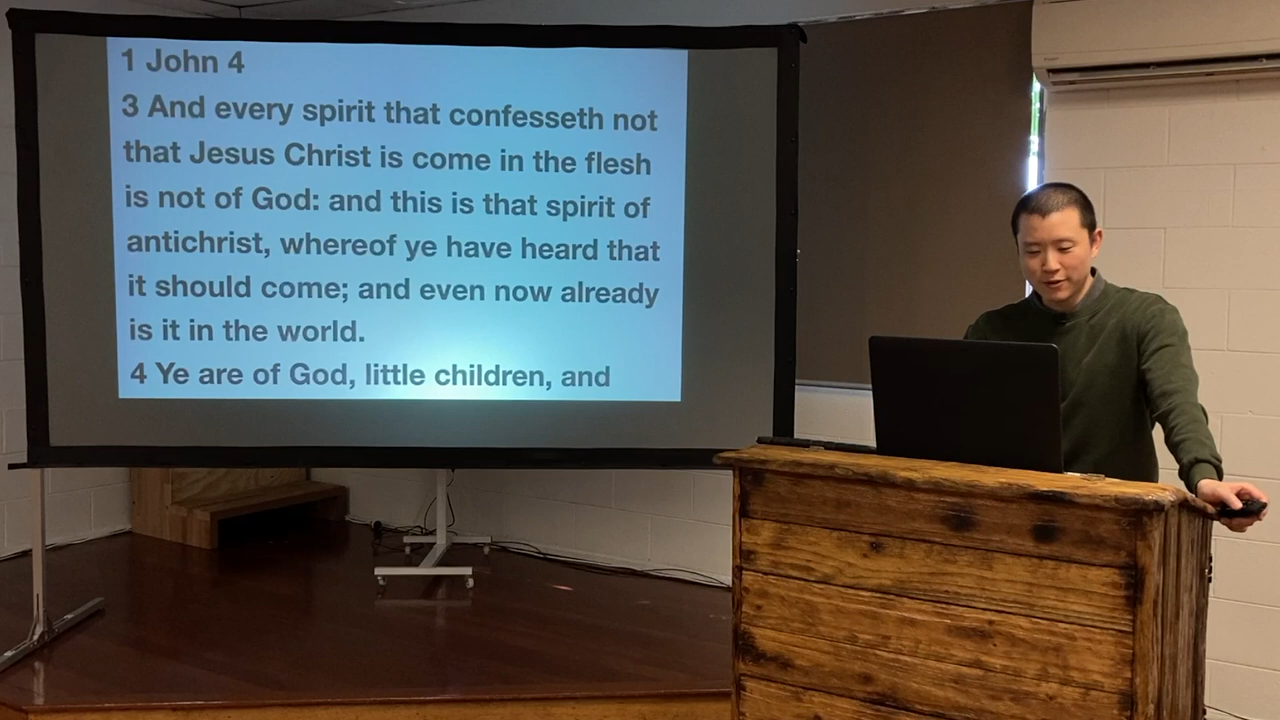 1 John 4
3 And every spirit that confesseth not
that Jesus Christ is come in the flesh
is not of God: and this is that spirit of
antichrist, whereof ye have heard that
it should come; and even now already
is it in the world.
4 Ye are of God, little children, and